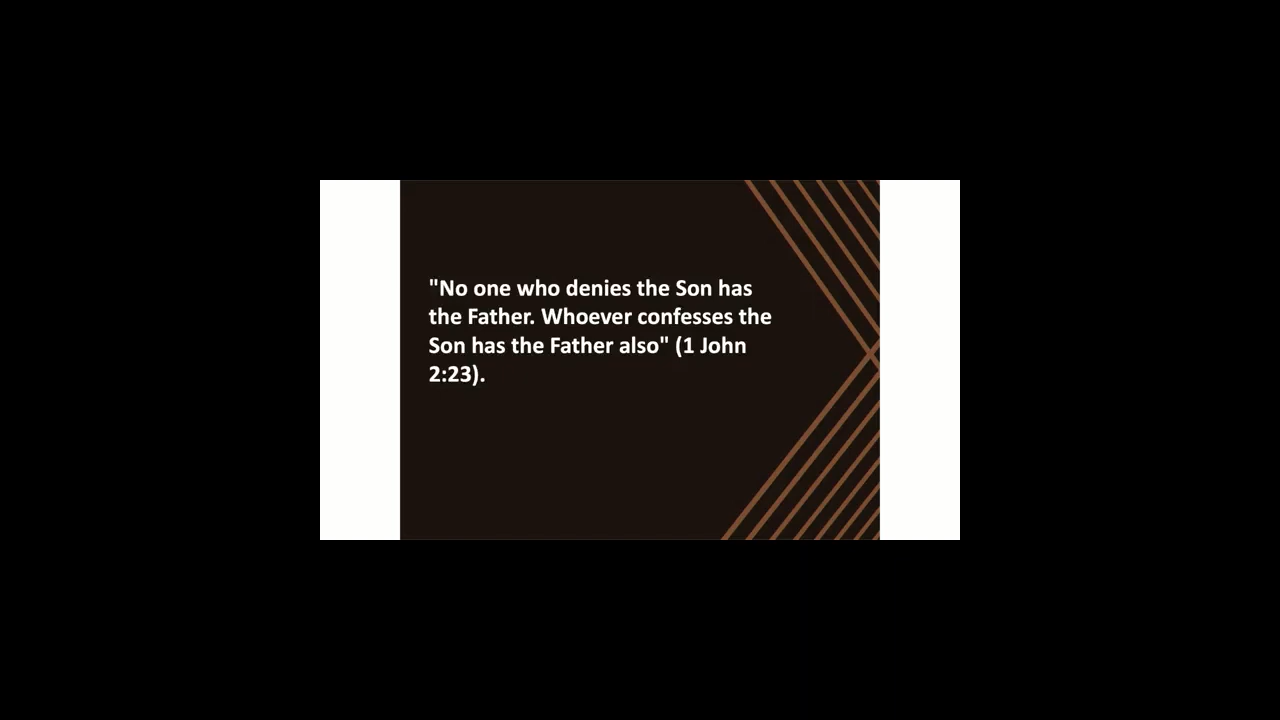 "No one who denies the Son has
the Father. Whoever confesses the
Son has the Father also" (1 John
2:23).